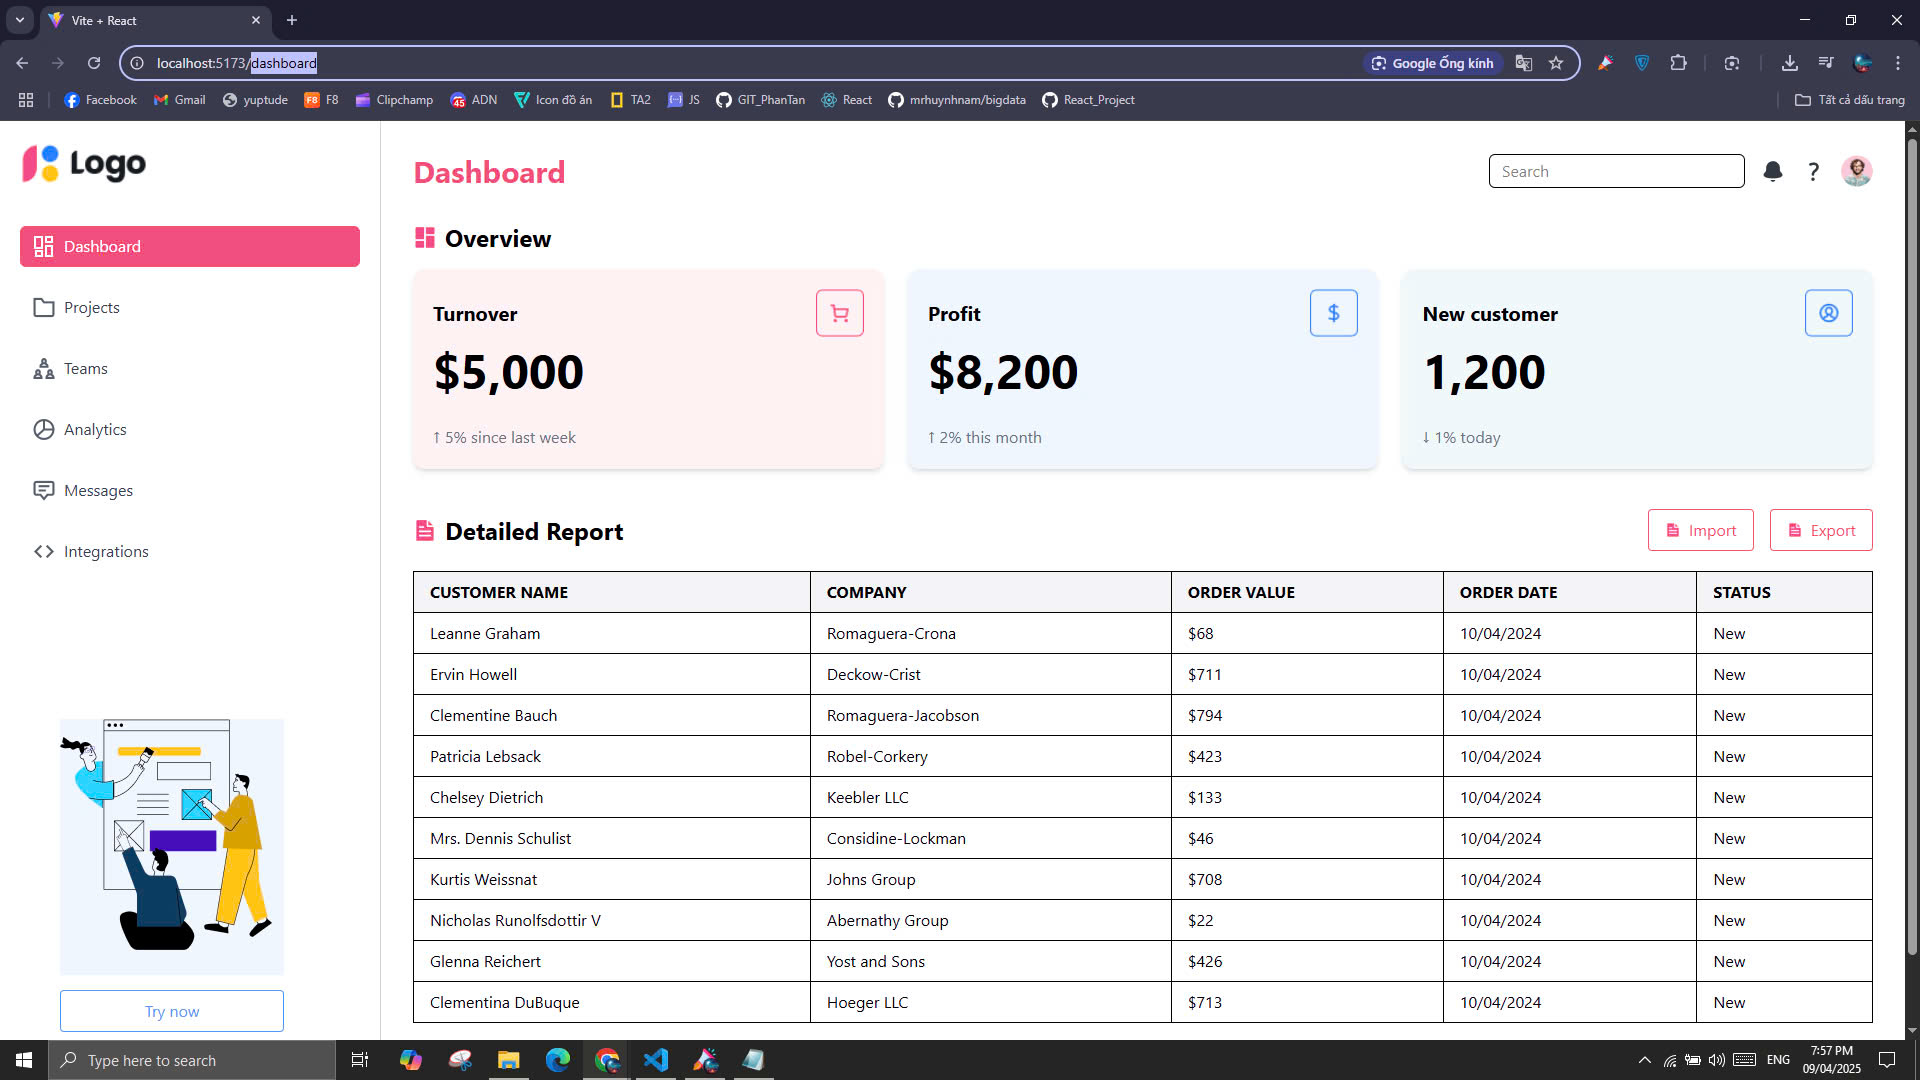 Vite + React
localhost:5173/dashboard
Google Ống kính
Facebook
Gmail
yuptude
F8 F8
Clipchamp
45 ADN
Icon đồ án
TA2
JS
GIT_PhanTan
React
mrhuynhnam/bigdata
React_Project
Tất cả dấu trang
Logo
Dashboard
Projects
Teams
Analytics
Messages
Integrations
Try now
Dashboard
Search
?
Overview
Turnover
$5,000
↑ 5% since last week
Profit
$
$8,200
↑ 2% this month
New customer
1,200
↓ 1% today
Detailed Report
Import
Export
CUSTOMER NAME COMPANY ORDER VALUE ORDER DATE STATUS
Leanne Graham Romaguera-Crona $68 10/04/2024 New
Ervin Howell Deckow-Crist $711 10/04/2024 New
Clementine Bauch Romaguera-Jacobson $794 10/04/2024 New
Patricia Lebsack Robel-Corkery $423 10/04/2024 New
Chelsey Dietrich Keebler LLC $133 10/04/2024 New
Mrs. Dennis Schulist Considine-Lockman $46 10/04/2024 New
Kurtis Weissnat Johns Group $708 10/04/2024 New
Nicholas Runolfsdottir V Abernathy Group $22 10/04/2024 New
Glenna Reichert Yost and Sons $426 10/04/2024 New
Clementina DuBuque Hoeger LLC $713 10/04/2024 New
Type here to search
ENG
7:57 PM
09/04/2025